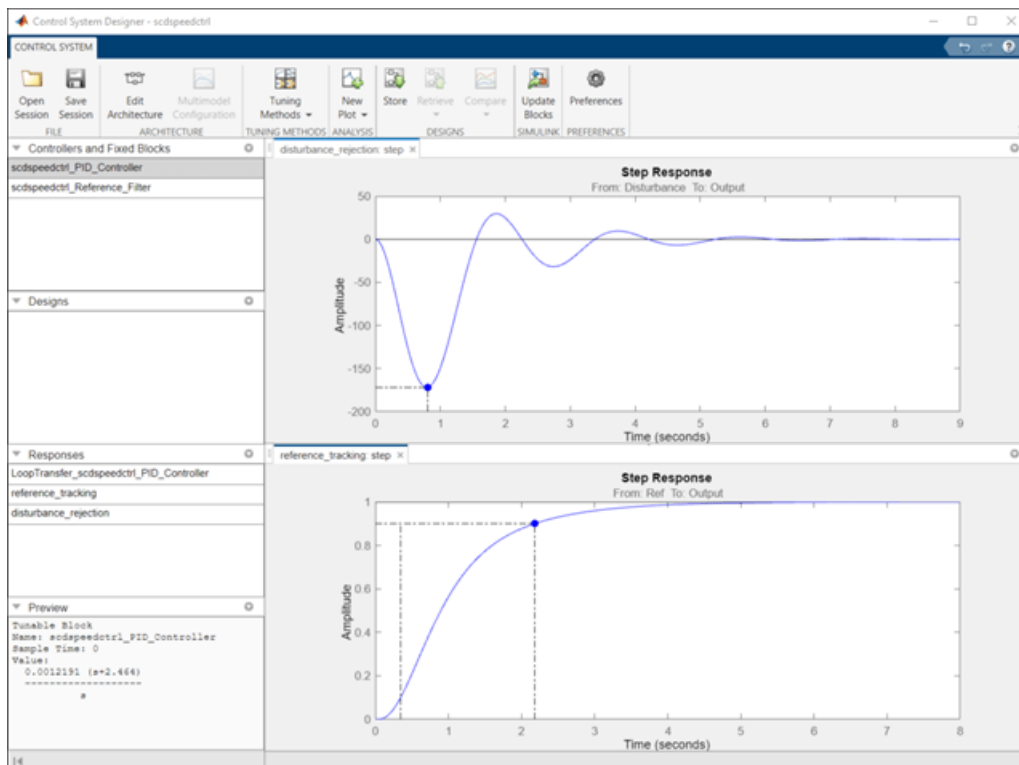 Control System Designer - scdspeedctrl
CONTROL SYSTEM
Open Session
Save Session
Edit Architecture
Multimodel Configuration
Tuning Methods
New Plot
Store
Retrieve
Compare
Update Blocks
Preferences
FILE
ARCHITECTURE
TUNING METHODS
ANALYSIS
DESIGNS
SIMULINK
PREFERENCES
Controllers and Fixed Blocks
scdspeedctrl_PID_Controller
scdspeedctrl_Reference_Filter
Designs
Responses
LoopTransfer_scdspeedctrl_PID_Controller
reference_tracking
disturbance_rejection
Preview
Tunable Block
Name: scdspeedctrl_PID_Controller
Sample Time: 0
Value:
0.0012191 (s+2.464)
-------------------
s
disturbance_rejection: step
Step Response
From: Disturbance To: Output
Amplitude
50
0
-50
-100
-150
-200
0 1 2 3 4 5 6 7 8 9
Time (seconds)
reference_tracking: step
Step Response
From: Ref To: Output
Amplitude
1
0.8
0.6
0.4
0.2
0
0 1 2 3 4 5 6 7 8
Time (seconds)